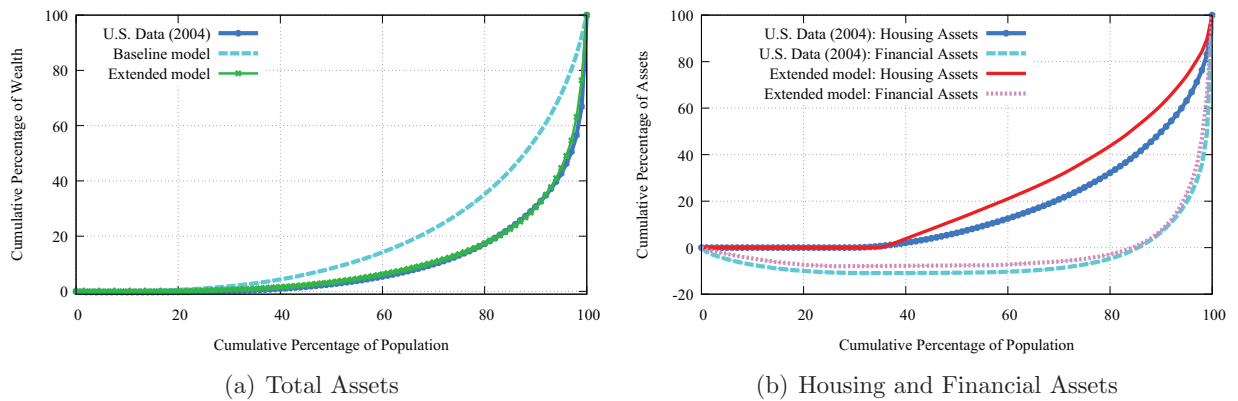 100
80
60
40
20
0
0 20 40 60 80 100
Cumulative Percentage of Wealth
Cumulative Percentage of Population
U.S. Data (2004)
Baseline model
Extended model
(a) Total Assets
100
80
60
40
20
0
-20
0 20 40 60 80 100
Cumulative Percentage of Assets
Cumulative Percentage of Population
U.S. Data (2004): Housing Assets
U.S. Data (2004): Financial Assets
Extended model: Housing Assets
Extended model: Financial Assets
(b) Housing and Financial Assets